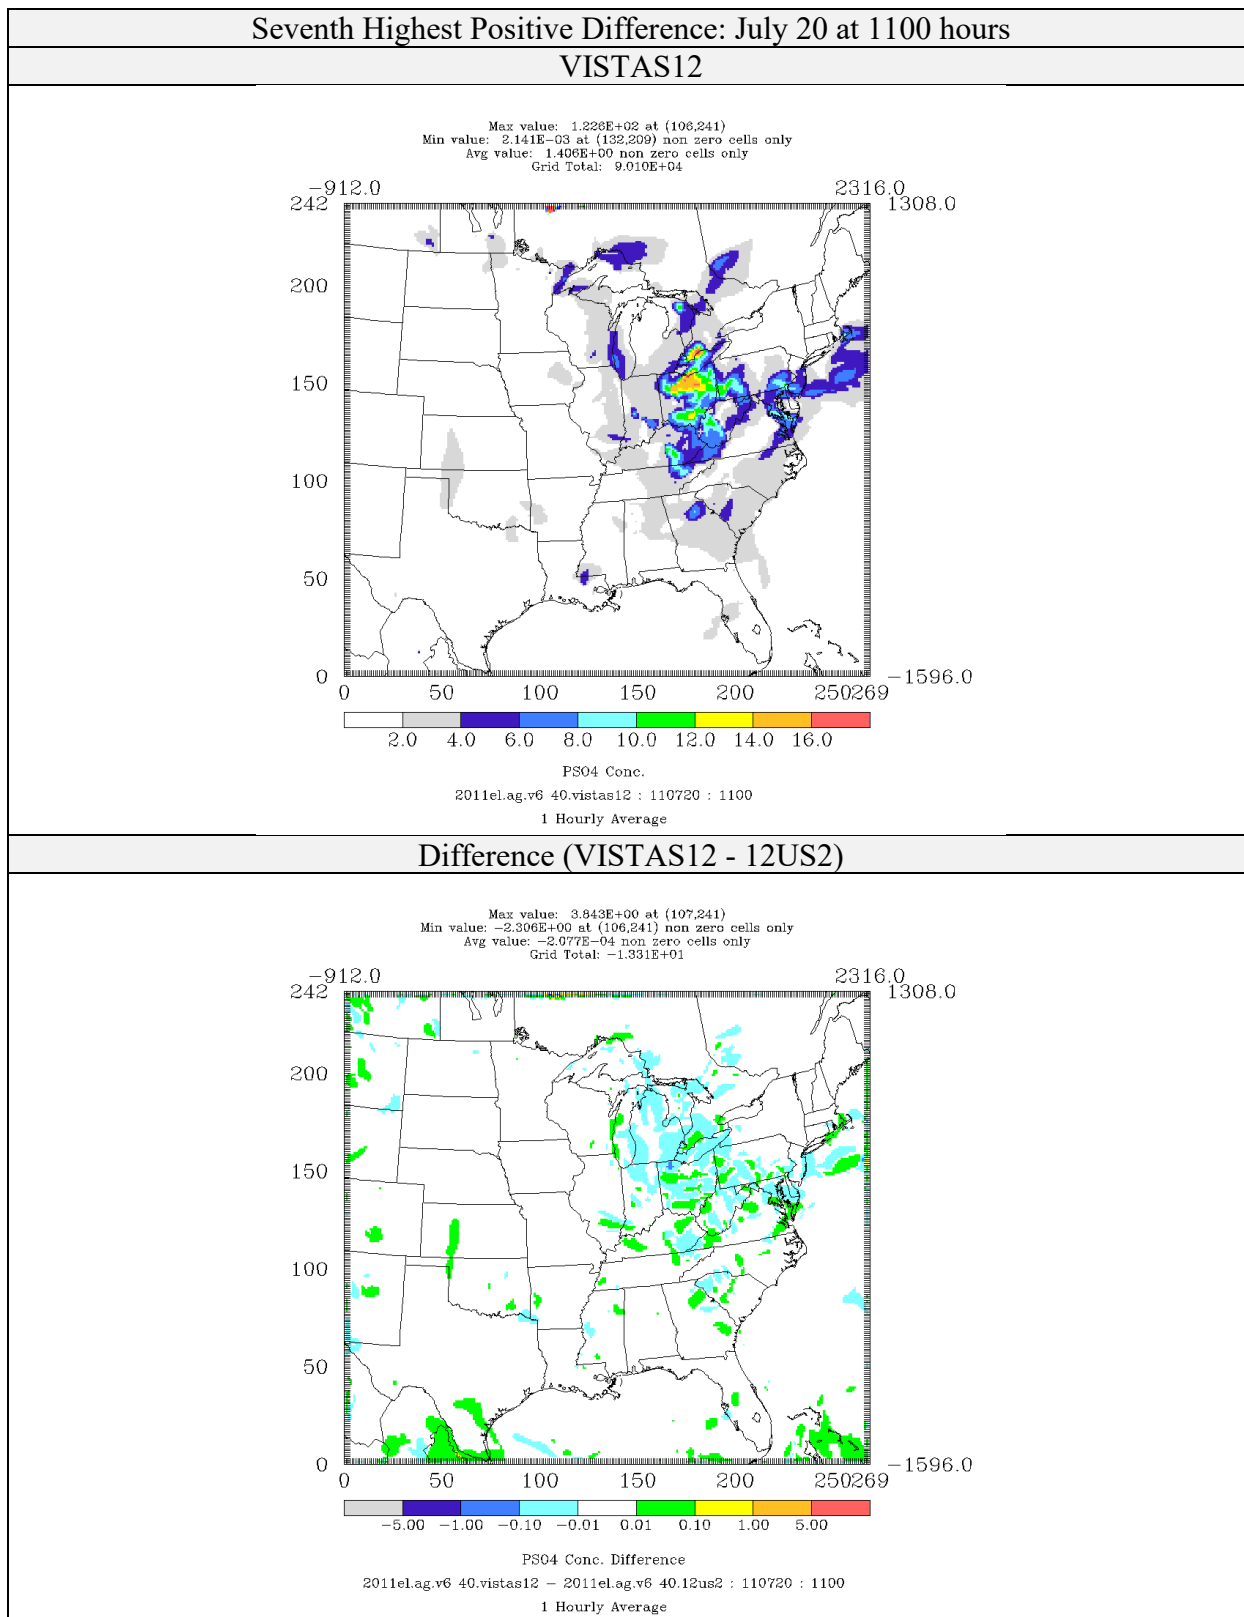 Seventh Highest Positive Difference: July 20 at 1100 hours
VISTAS12
Max value: 1.226E+02 at (106,241)
Min value: 2.141E-03 at (132,209) non zero cells only
Avg value: 1.406E+00 non zero cells only
Grid Total: 9.010E+04
-912.0 2316.0
242 1308.0
200
150
100
50
0 -1596.0
0 50 100 150 200 250269
2.0 4.0 6.0 8.0 10.0 12.0 14.0 16.0
PSO4 Conc.
2011el.ag.v6 40.vistas12 : 110720 : 1100
1 Hourly Average
Difference (VISTAS12 - 12US2)
Max value: 3.843E+00 at (107,241)
Min value: -2.306E+00 at (106,241) non zero cells only
Avg value: -2.077E-04 non zero cells only
Grid Total: -1.331E+01
-912.0 2316.0
242 1308.0
200
150
100
50
0 -1596.0
0 50 100 150 200 250269
-5.00 -1.00 -0.10 -0.01 0.01 0.10 1.00 5.00
PSO4 Conc. Difference
2011el.ag.v6 40.vistas12 - 2011el.ag.v6 40.12us2 : 110720 : 1100
1 Hourly Average